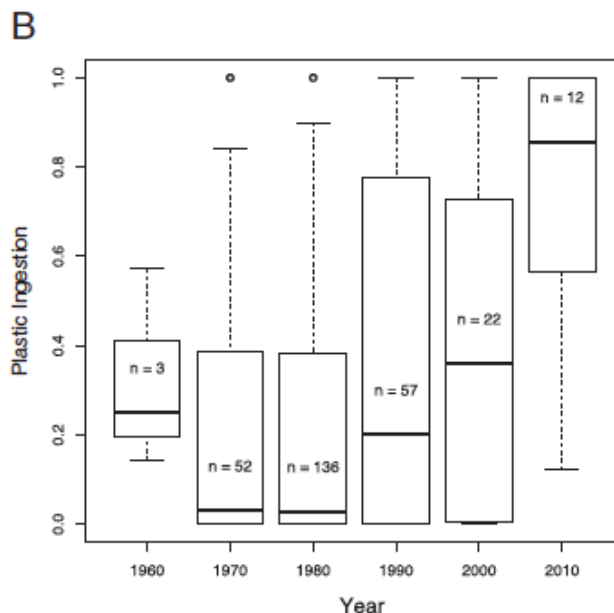 B
1.0
n = 12
0.8
Plastic Ingestion
0.6
n = 22
0.4
n = 3
n = 57
0.2
n = 52
n = 136
0.0
1960 1970 1980 1990 2000 2010
Year